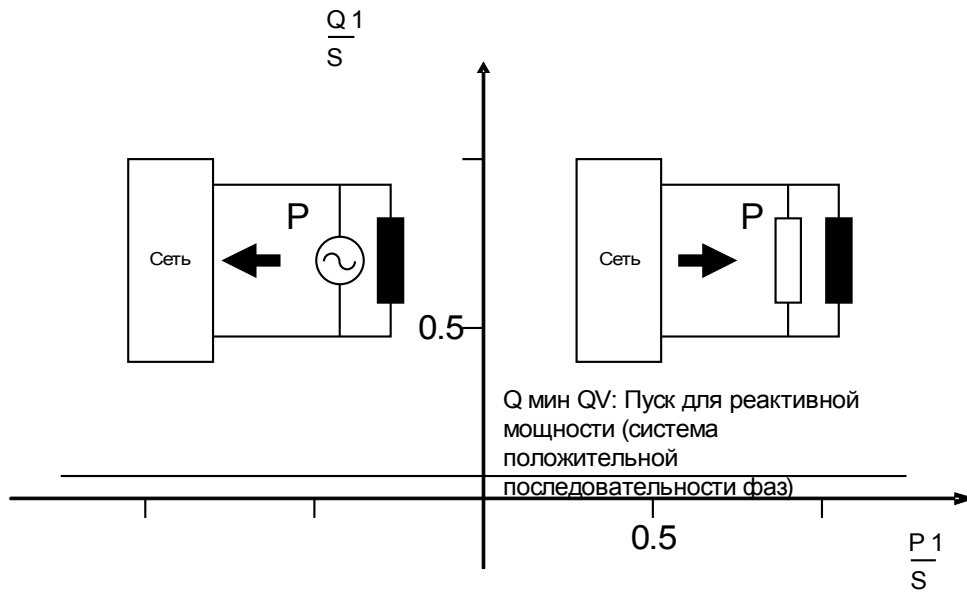 Q 1
S
P
P
Сеть
Сеть
0.5
Q мин QV: Пуск для реактивной
мощности (система
положительной
последовательности фаз)
0.5
P 1
S